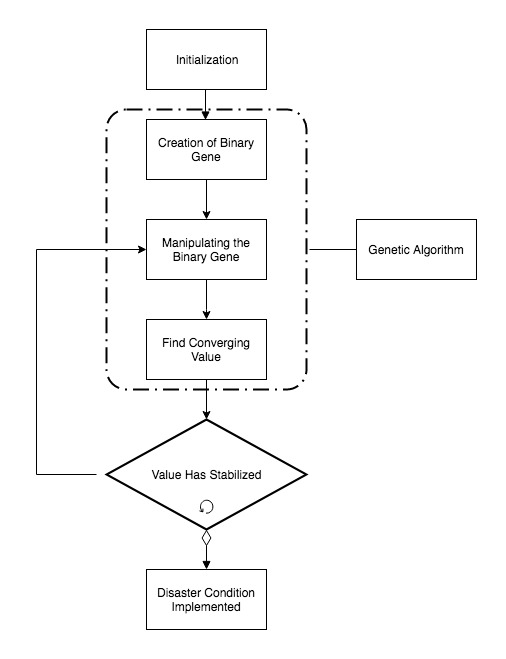 Initialization
Creation of Binary
Gene
Manipulating the
Binary Gene
Genetic Algorithm
Find Converging
Value
Value Has Stabilized
Disaster Condition
Implemented